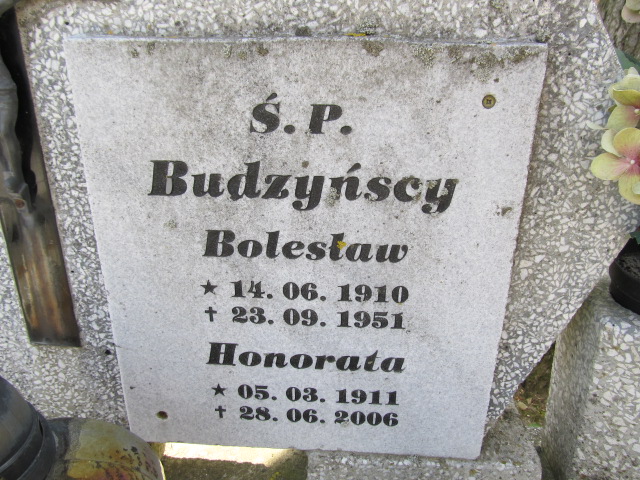 Ś. P.
Budzyńscy
Bolesław
★ 14. 06. 1910
† 23. 09. 1951
Honorata
★ 05. 03. 1911
† 28. 06. 2006